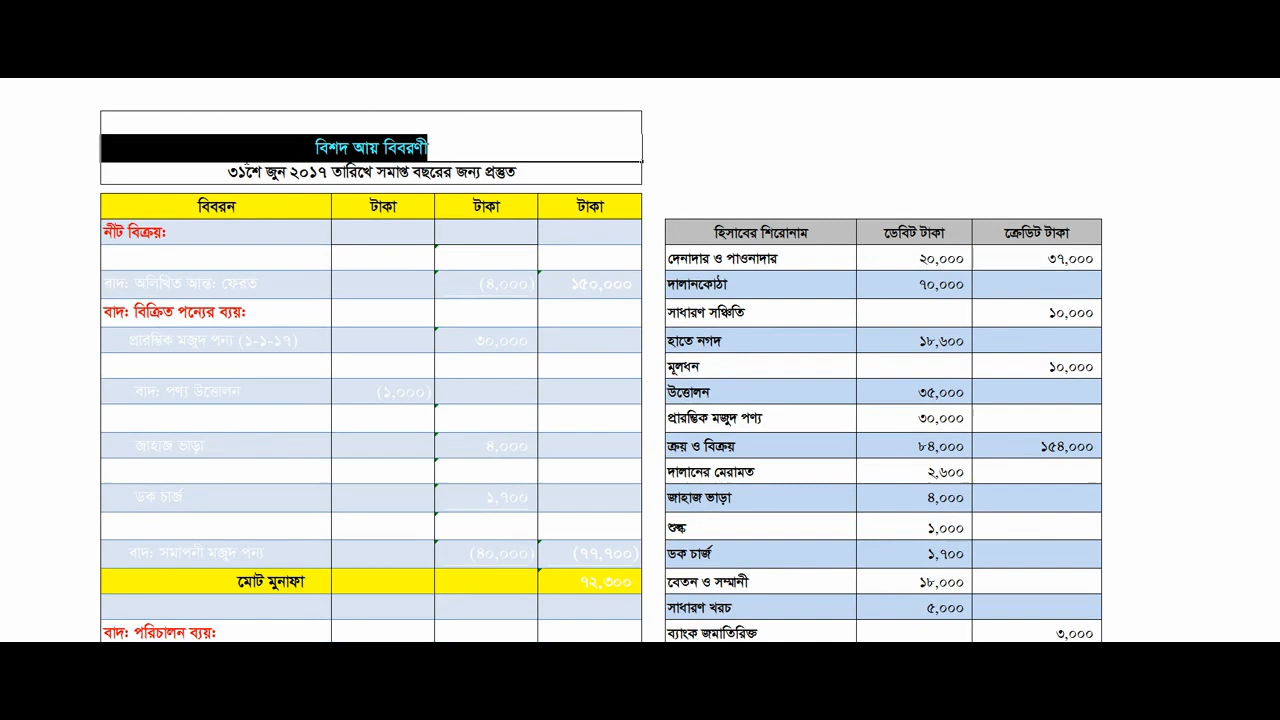 বিশদ আয় বিবরণী
৩১শে জুন ২০১৭ তারিখে সমাপ্ত বছরের জন্য প্রস্তুত
বিবরন টাকা টাকা টাকা
নীট বিক্রয়:
বাদ: অলিখিত আন্ত: ফেরত (৪,০০০) ১৫০,০০০
বাদ: বিক্রিত পন্যের ব্যয়:
প্রারম্ভিক মজুদ পন্য (১-১-১৭) ৩০,০০০
বাদ: পণ্য উত্তোলন (১,০০০)
জাহাজ ভাড়া ৪,০০০
ডক চার্জ ১,৭০০
বাদ: সমাপনী মজুদ পন্য (৪০,০০০) (৭৭,৭০০)
মোট মুনাফা ৭২,৩০০
বাদ: পরিচালন ব্যয়:
হিসাবের শিরোনাম ডেবিট টাকা ক্রেডিট টাকা
দেনাদার ও পাওনাদার ২০,০০০ ৩৭,০০০
দালানকোঠা ৭০,০০০
সাধারণ সঞ্চিতি ১০,০০০
হাতে নগদ ১৮,৬০০
মূলধন ১০,০০০
উত্তোলন ৩৫,০০০
প্রারম্ভিক মজুদ পণ্য ৩০,০০০
ক্রয় ও বিক্রয় ৮৪,০০০ ১৫৪,০০০
দালানের মেরামত ২,৬০০
জাহাজ ভাড়া ৪,০০০
শুল্ক ১,০০০
ডক চার্জ ১,৭০০
বেতন ও সম্মানী ১৮,০০০
সাধারণ খরচ ৫,০০০
ব্যাংক জমাতিরিক্ত ৩,০০০